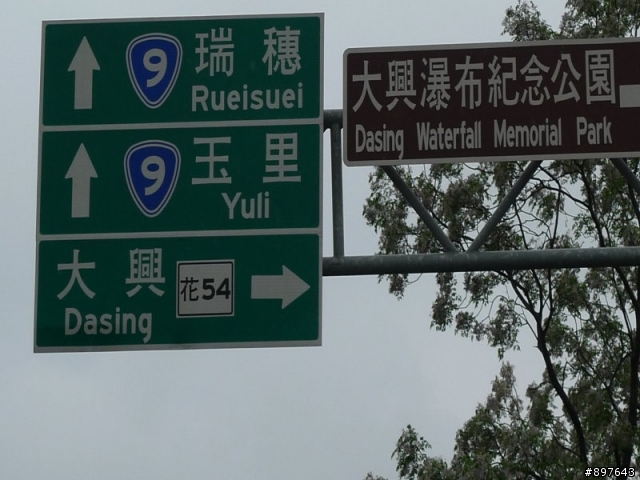 9 瑞穗
Rueisuei
9 玉里
Yuli
大興 花54
Dasing
大興瀑布紀念公園
Dasing Waterfall Memorial Park
#897643